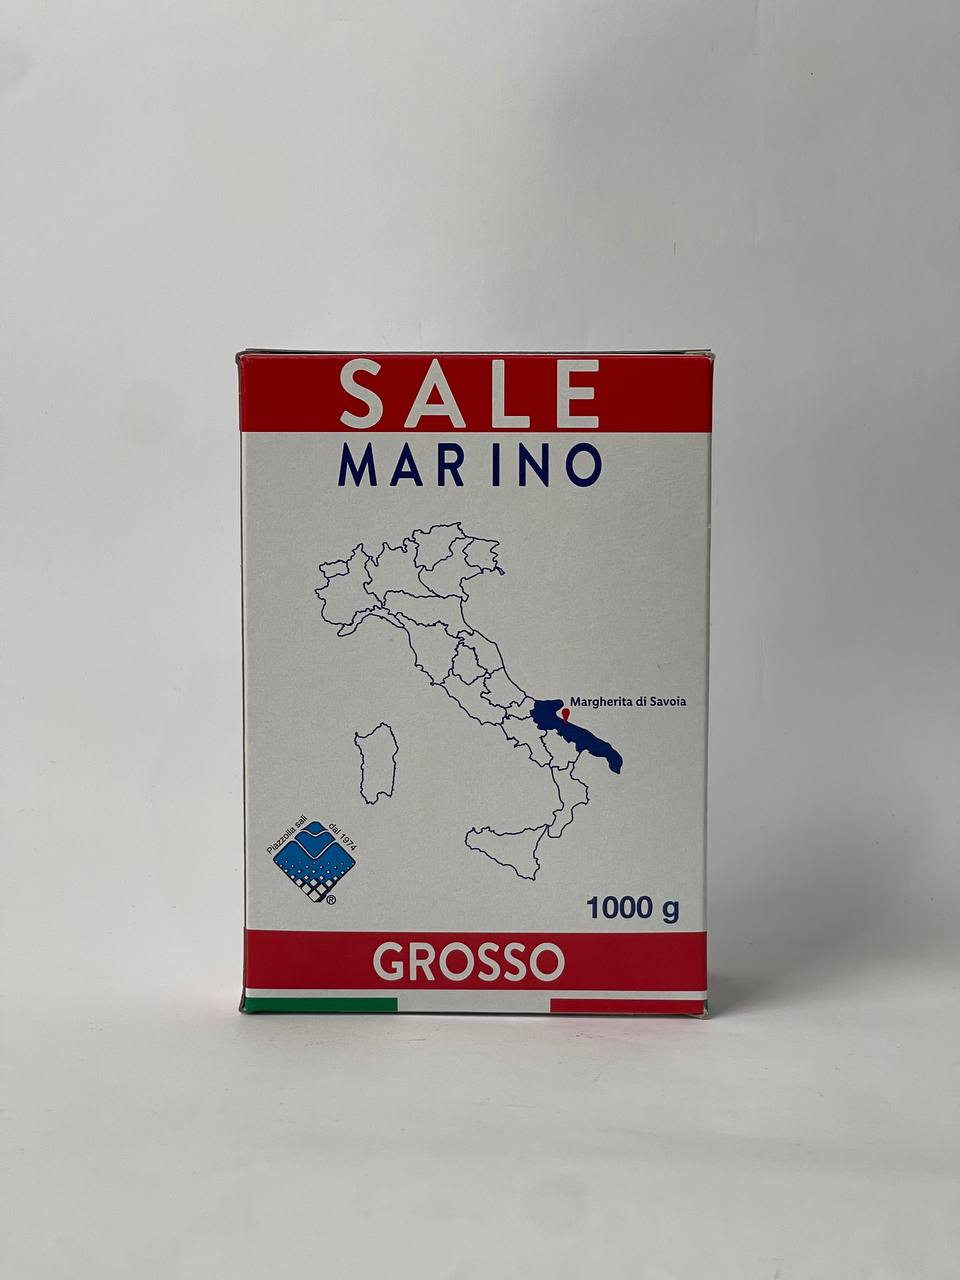 SALE
MARINO
Margherita di Savoia
Piazzolla sali dal 1974
®
1000 g
GROSSO